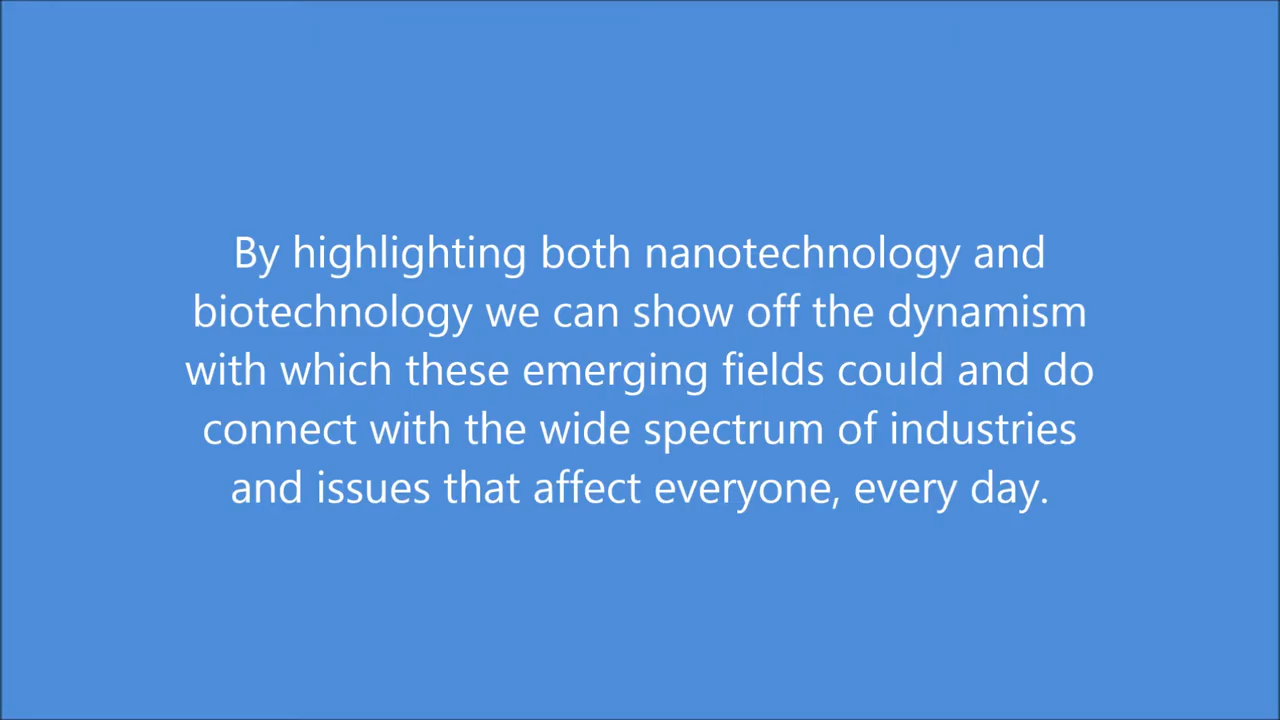 By highlighting both nanotechnology and
biotechnology we can show off the dynamism
with which these emerging fields could and do
connect with the wide spectrum of industries
and issues that affect everyone, every day.